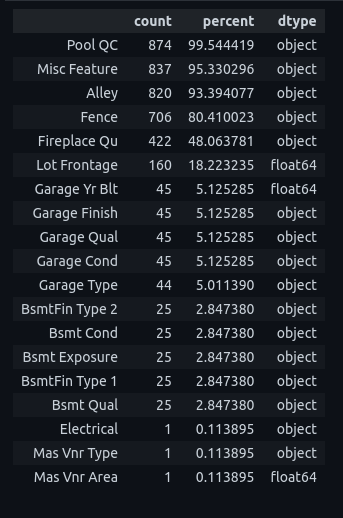 count percent dtype
Pool QC 874 99.544419 object
Misc Feature 837 95.330296 object
Alley 820 93.394077 object
Fence 706 80.410023 object
Fireplace Qu 422 48.063781 object
Lot Frontage 160 18.223235 float64
Garage Yr Blt 45 5.125285 float64
Garage Finish 45 5.125285 object
Garage Qual 45 5.125285 object
Garage Cond 45 5.125285 object
Garage Type 44 5.011390 object
BsmtFin Type 2 25 2.847380 object
Bsmt Cond 25 2.847380 object
Bsmt Exposure 25 2.847380 object
BsmtFin Type 1 25 2.847380 object
Bsmt Qual 25 2.847380 object
Electrical 1 0.113895 object
Mas Vnr Type 1 0.113895 object
Mas Vnr Area 1 0.113895 float64